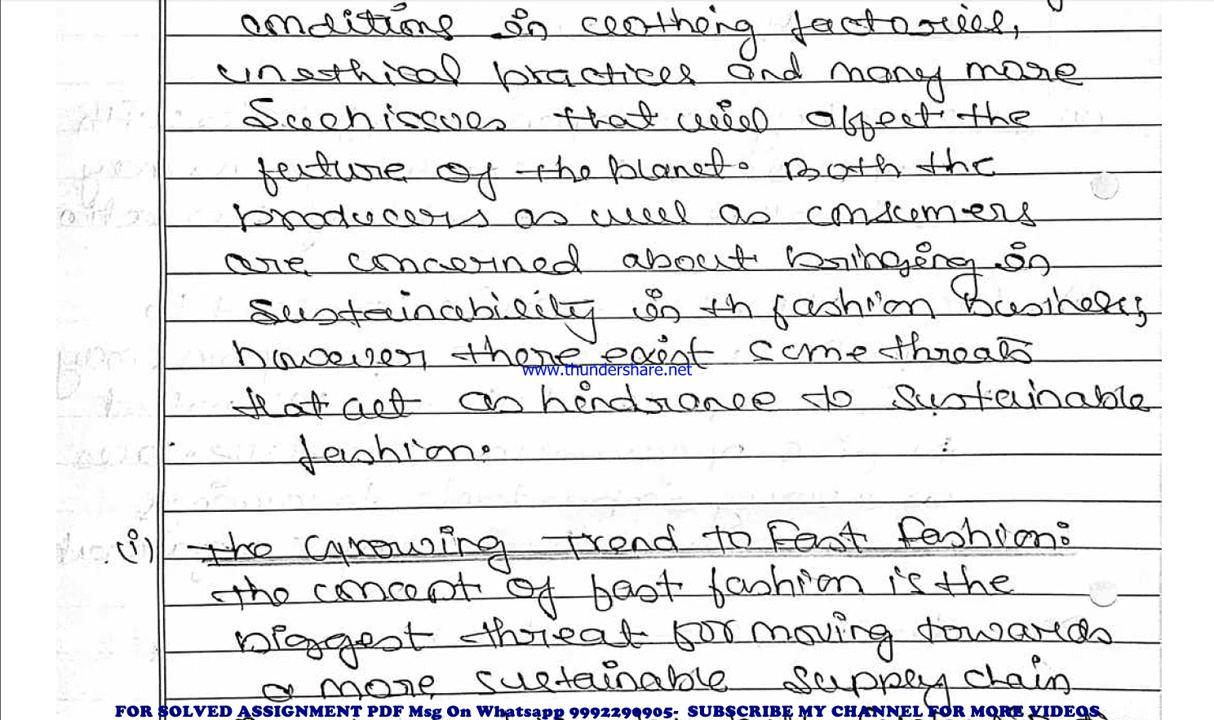 conditions in clothing factories,
unethical practices and many more
Such issues that will affect the
future of the planet. Both the
producers as well as consumers
are concerned about bringing in
sustainability in th fashion business,
however there exist some threats
www.thundershare.net
that act as hindrance to sustainable
fashion.
(i) The Growing Trend to Fast Fashion:
the concept of fast fashion is the
biggest threat for moving towards
a more sustainable supply chain
FOR SOLVED ASSIGNMENT PDF Msg On Whatsapp 9992290905- SUBSCRIBE MY CHANNEL FOR MORE VIDEOS